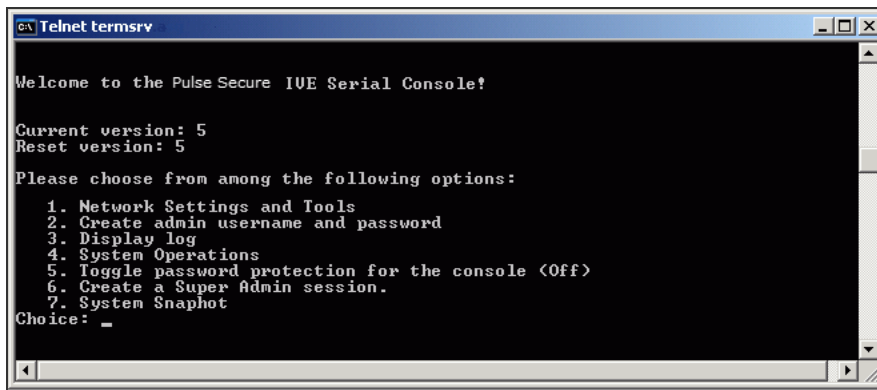 Telnet termsrv
Welcome to the Pulse Secure IVE Serial Console!
Current version: 5
Reset version: 5
Please choose from among the following options:
1. Network Settings and Tools
2. Create admin username and password
3. Display log
4. System Operations
5. Toggle password protection for the console (Off)
6. Create a Super Admin session.
7. System Snaphot
Choice: _